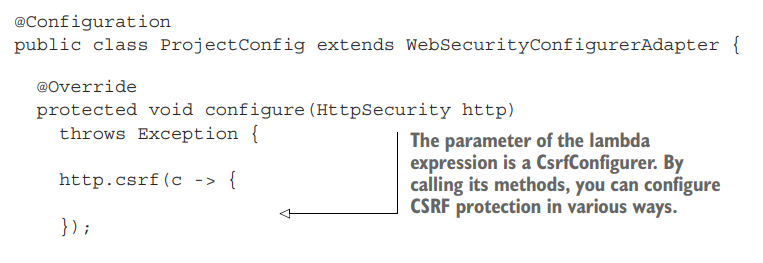 @Configuration
public class ProjectConfig extends WebSecurityConfigurerAdapter {
@Override
protected void configure(HttpSecurity http)
throws Exception {
http.csrf(c -> {
});
The parameter of the lambda
expression is a CsrfConfigurer. By
calling its methods, you can configure
CSRF protection in various ways.